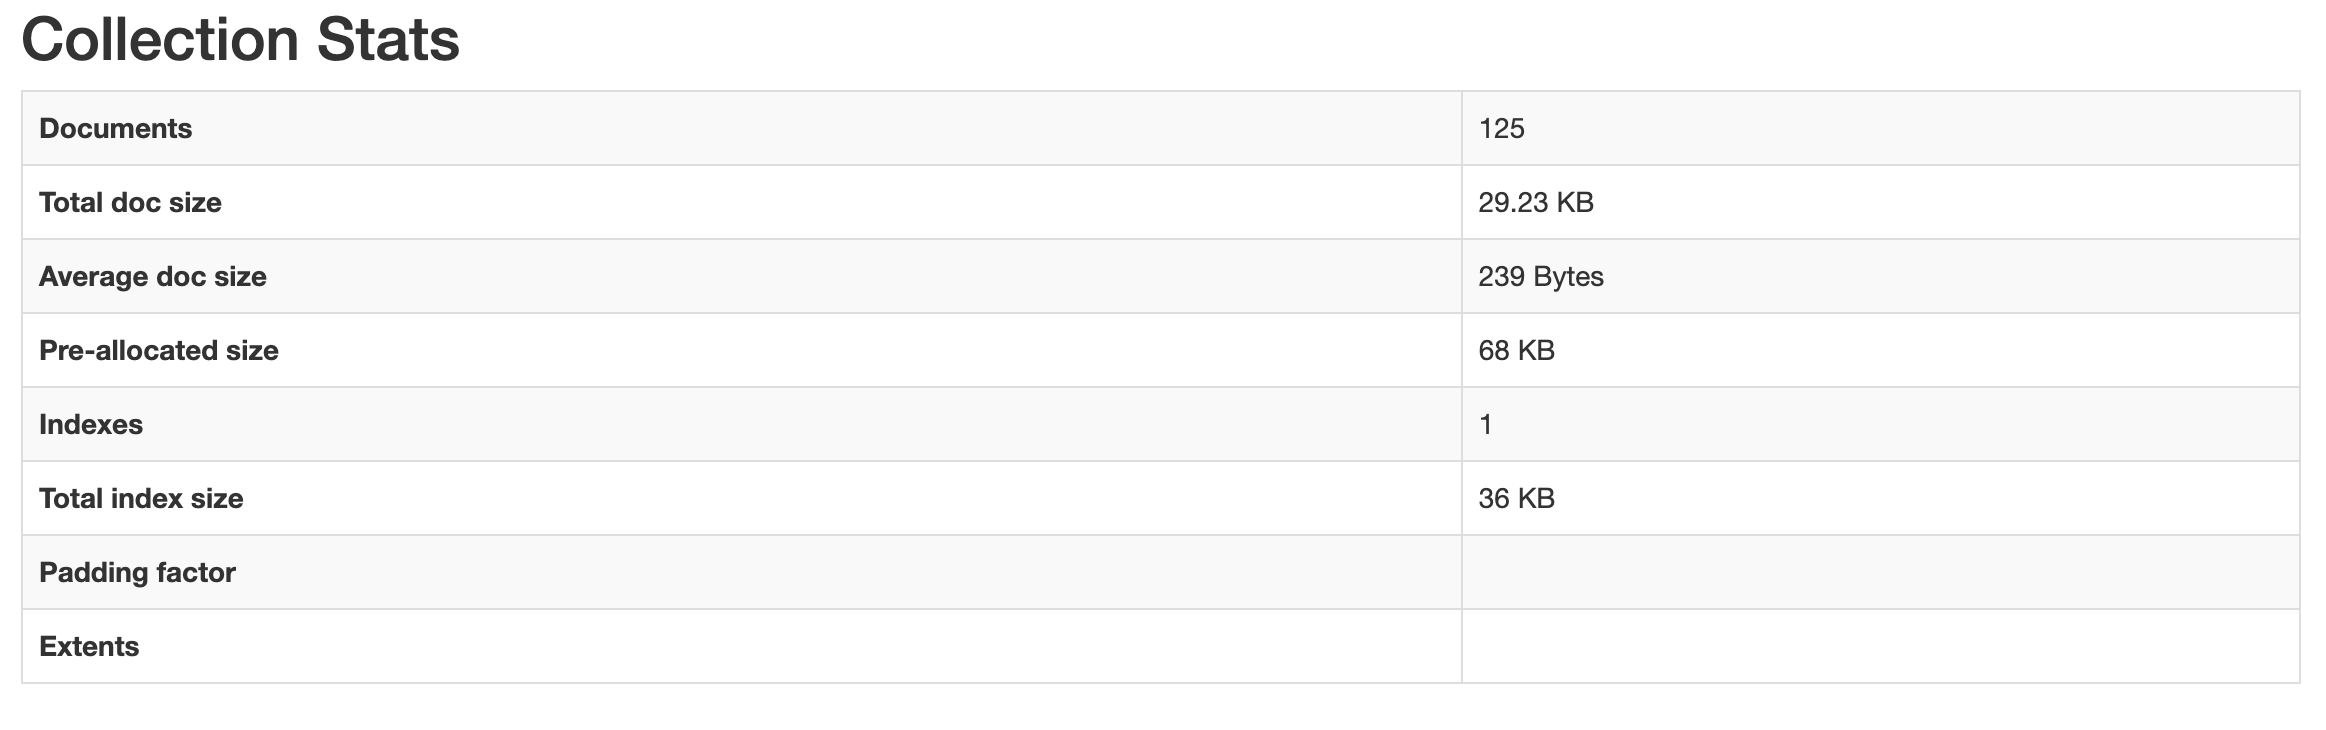 Collection Stats
Documents 125
Total doc size 29.23 KB
Average doc size 239 Bytes
Pre-allocated size 68 KB
Indexes 1
Total index size 36 KB
Padding factor
Extents